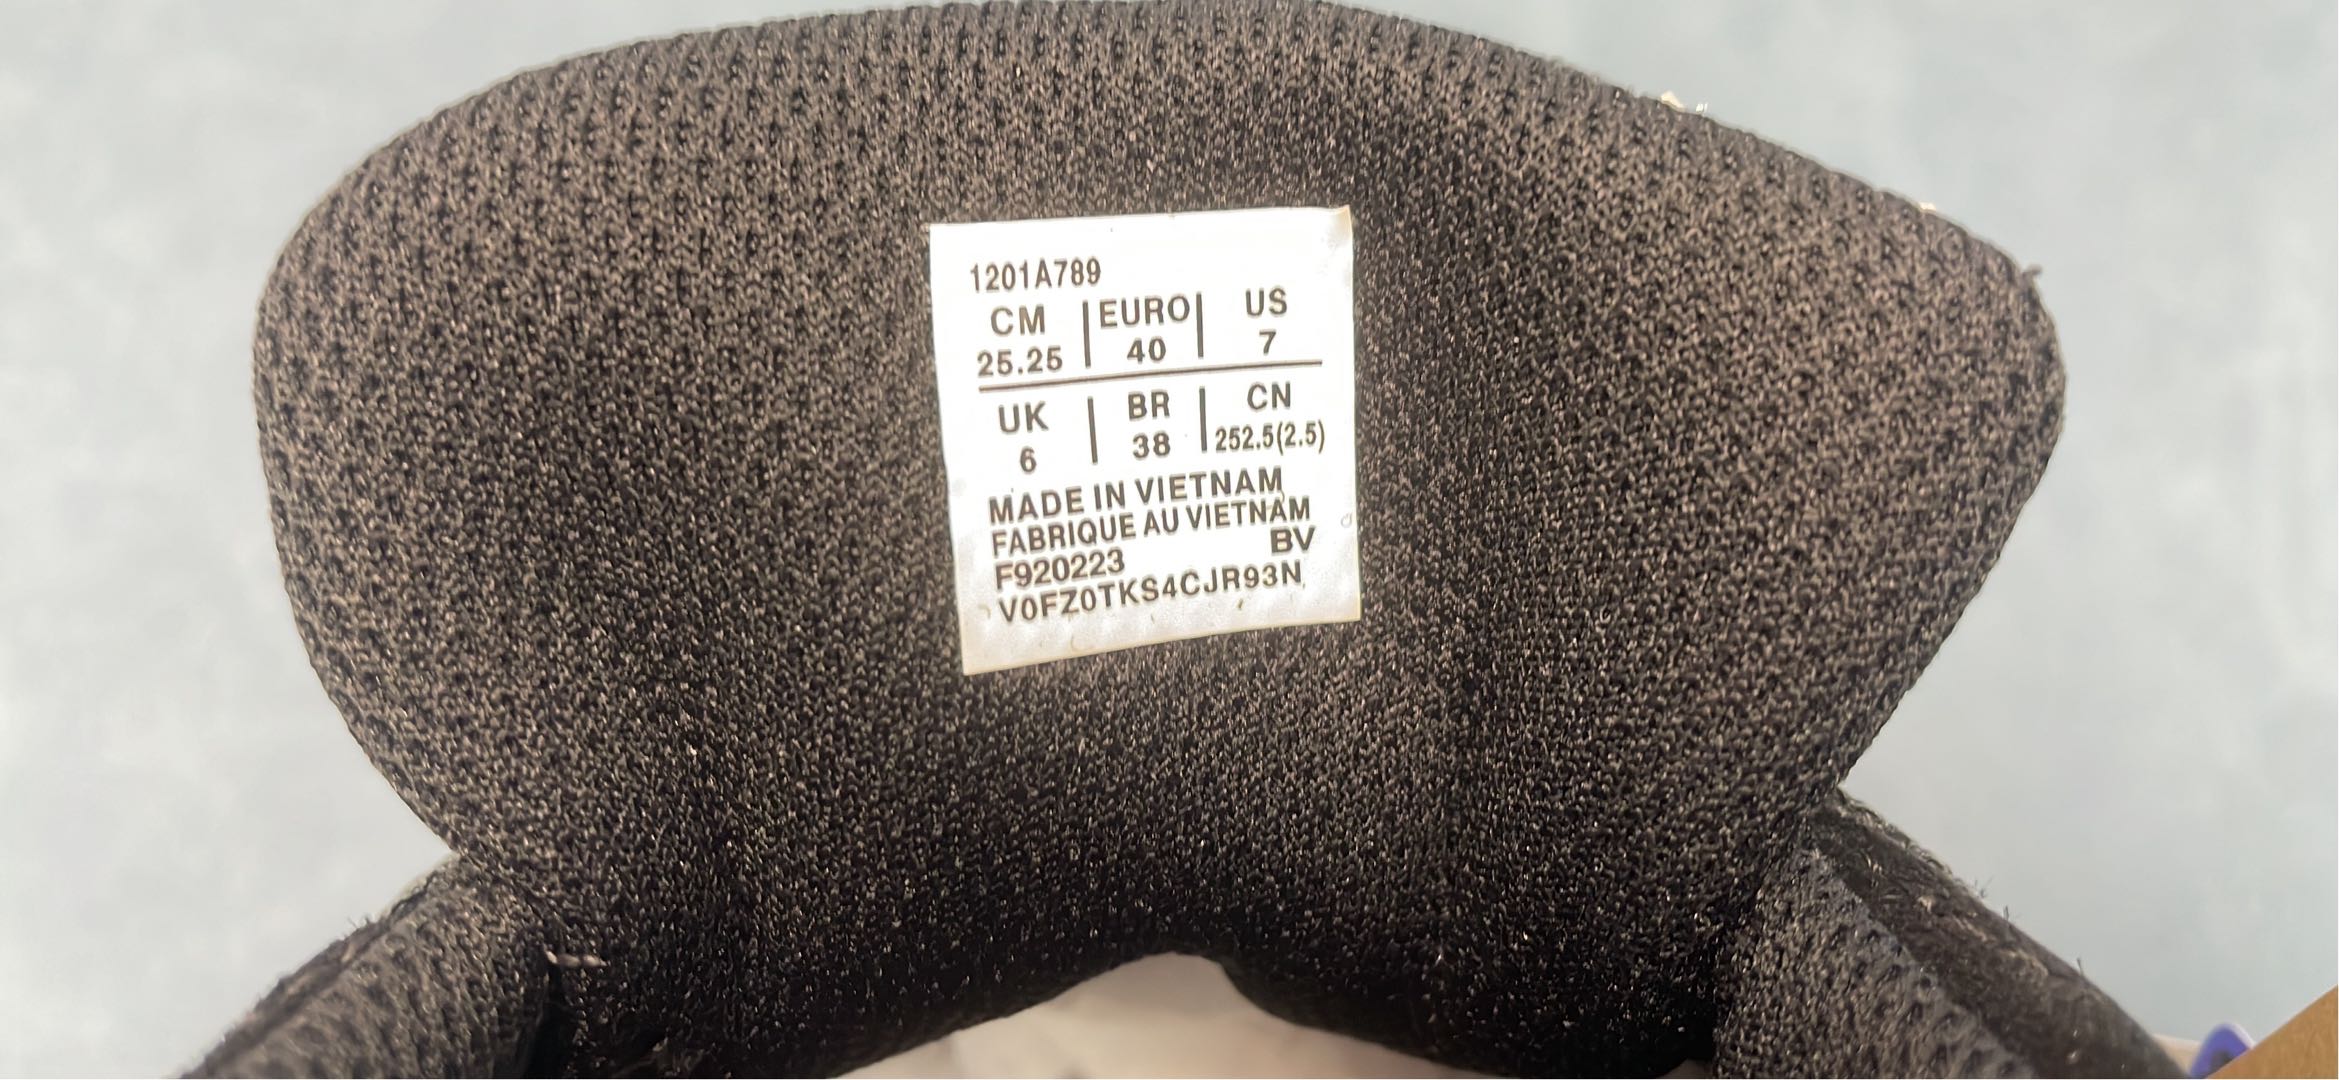 1201A789
CM | EURO | US
25.25 | 40 | 7
UK | BR | CN
6 | 38 | 252.5(2.5)
MADE IN VIETNAM
FABRIQUE AU VIETNAM
F920223 BV
V0FZ0TKS4CJR93N